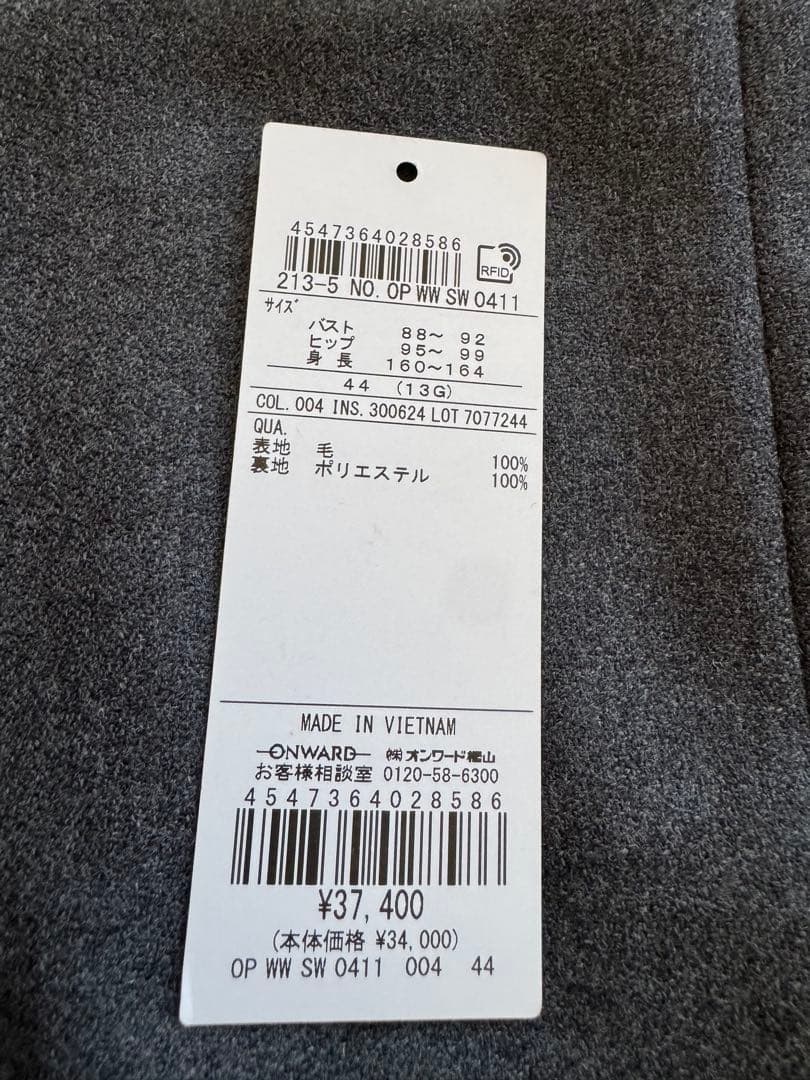 4547364028586
RFID
213-5 NO. OP WW SW 0411
サイズ
バスト 88～ 92
ヒップ 95～ 99
身長 160～164
44 (13G)
COL. 004 INS. 300624 LOT 7077244
QUA.
表地 毛 100%
裏地 ポリエステル 100%
MADE IN VIETNAM
ONWARD ㈱オンワード樫山
お客様相談室 0120-58-6300
4547364028586
¥37,400
(本体価格 ¥34,000)
OP WW SW 0411 004 44